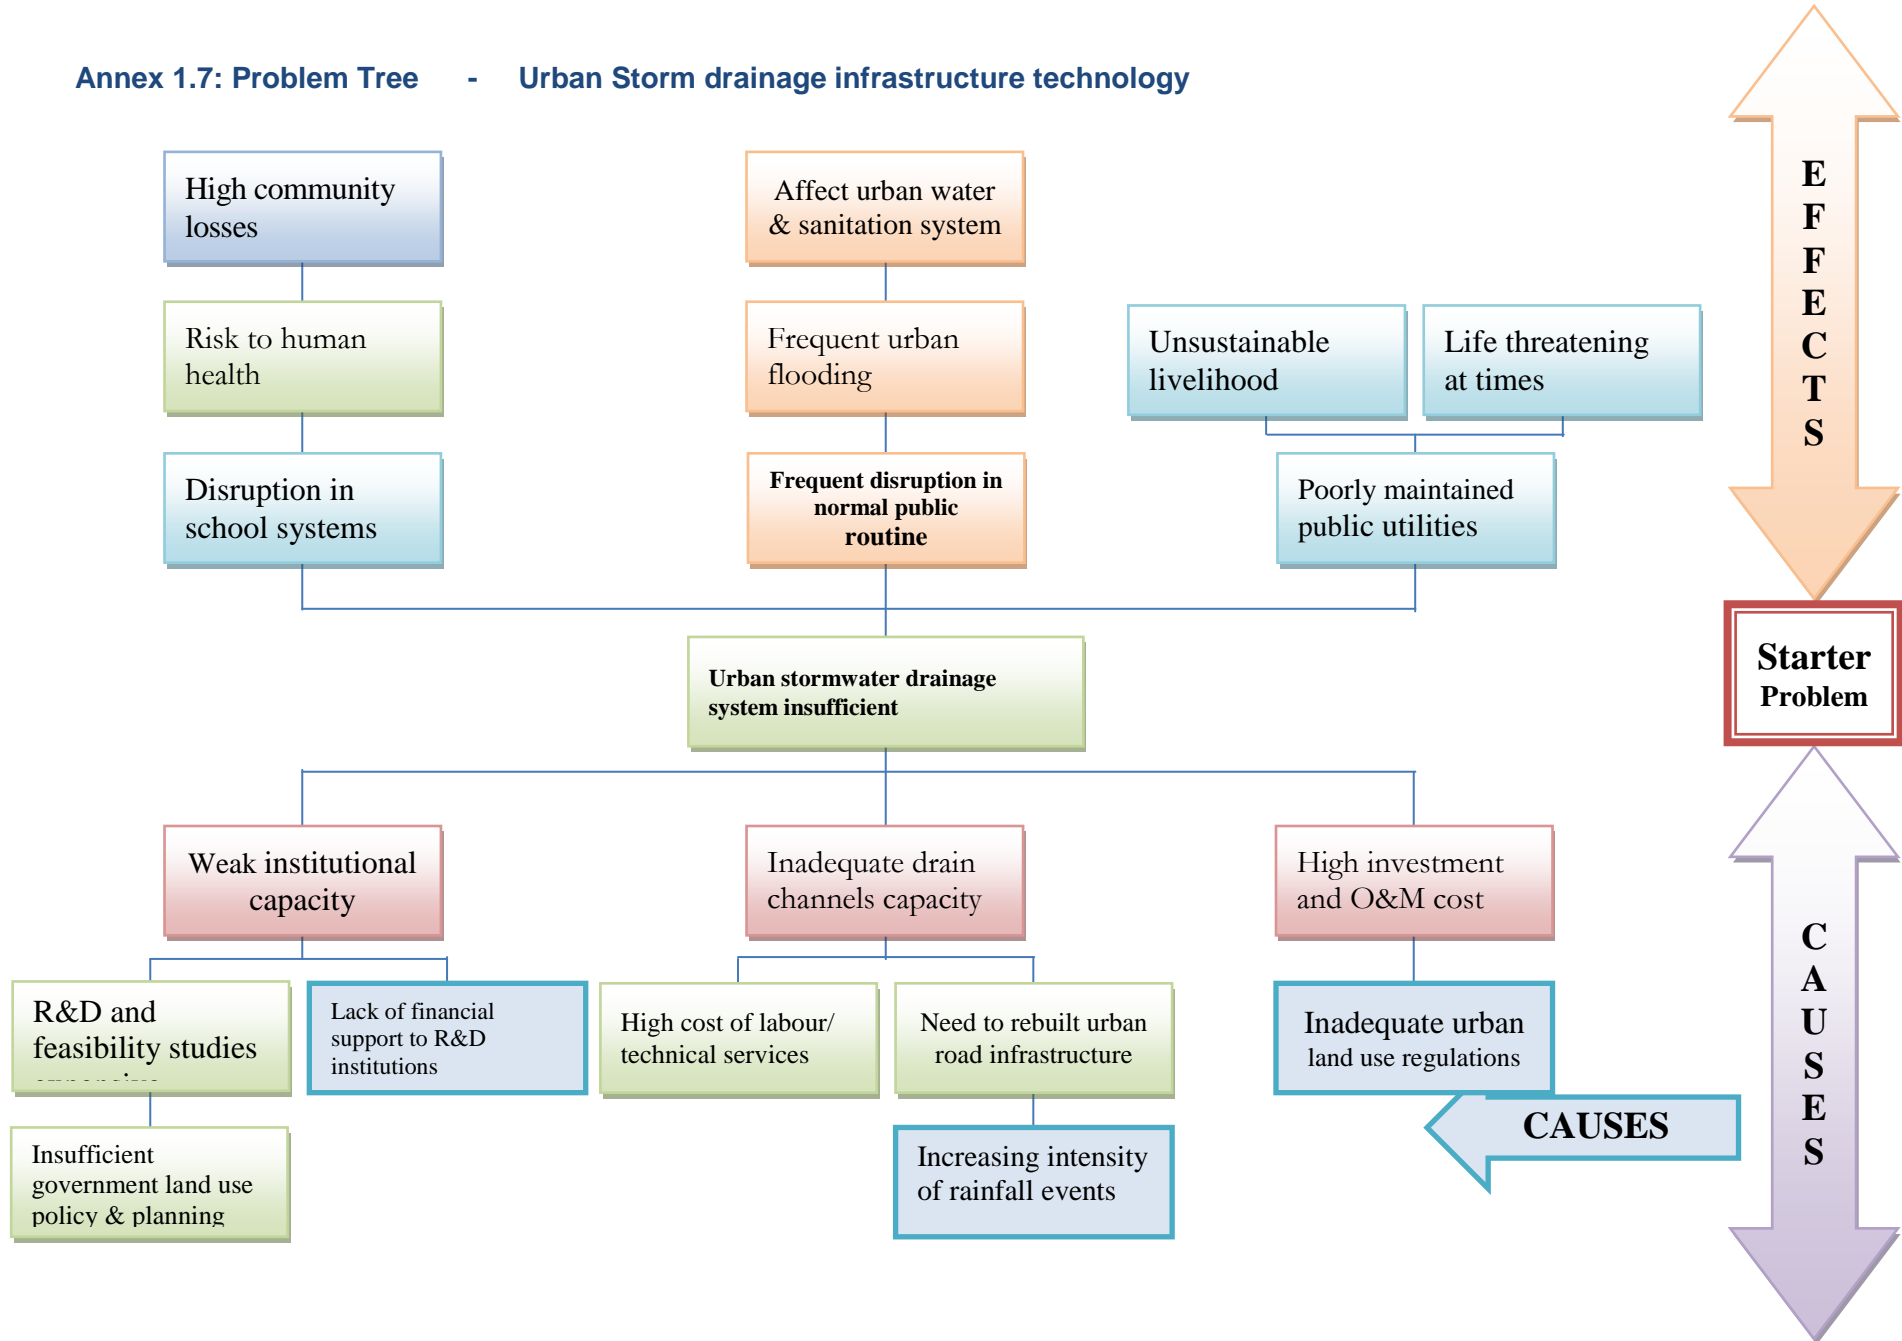 Annex 1.7: Problem Tree - Urban Storm drainage infrastructure technology
High community
losses
Affect urban water
& sanitation system
Risk to human
health
Frequent urban
flooding
Unsustainable
livelihood
Life threatening
at times
Disruption in
school systems
Frequent disruption in
normal public
routine
Poorly maintained
public utilities
EFFECTS
Urban stormwater drainage
system insufficient
Starter
Problem
Weak institutional
capacity
Inadequate drain
channels capacity
High investment
and O&M cost
R&D and
feasibility studies
Lack of financial
support to R&D
institutions
High cost of labour/
technical services
Need to rebuilt urban
road infrastructure
Inadequate urban
land use regulations
Insufficient
government land use
policy & planning
Increasing intensity
of rainfall events
CAUSES
CAUSES